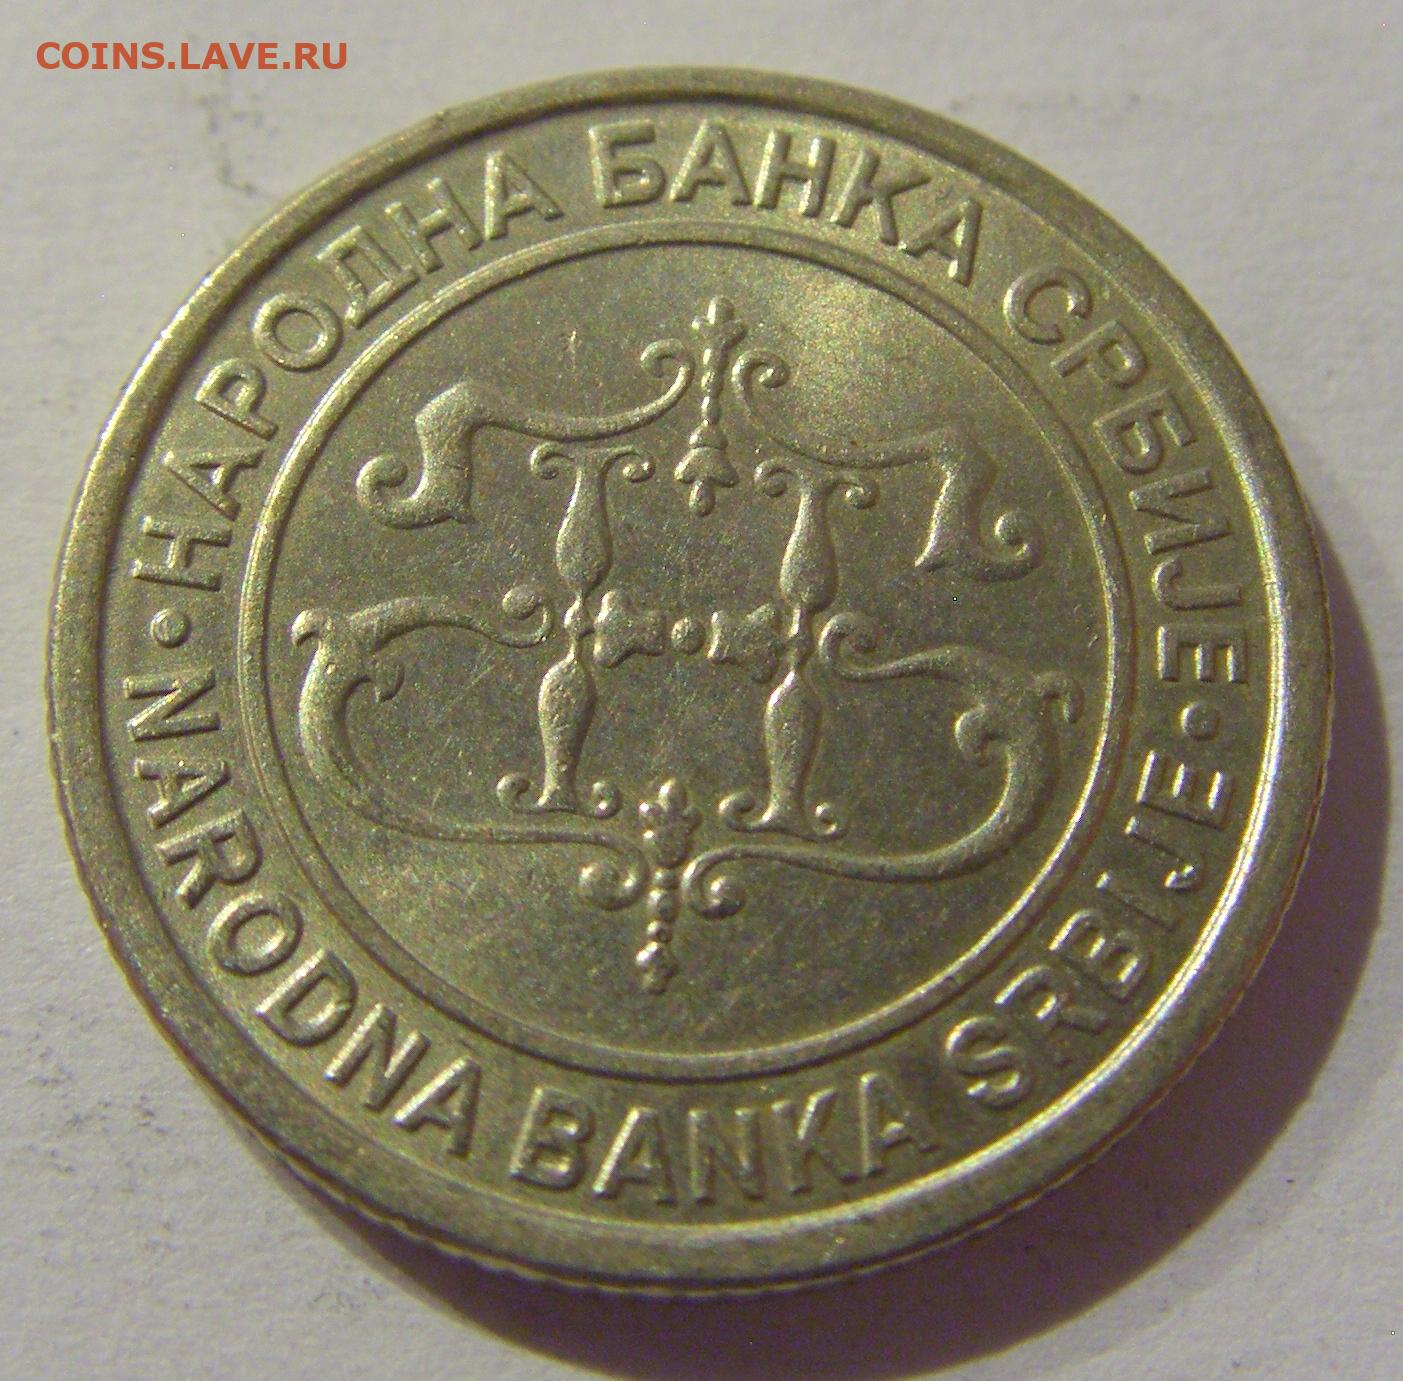 COINS.LAVE.RU
• НАРОДНА БАНКА СРБИЈЕ •
NARODNA BANKA SRBIJE